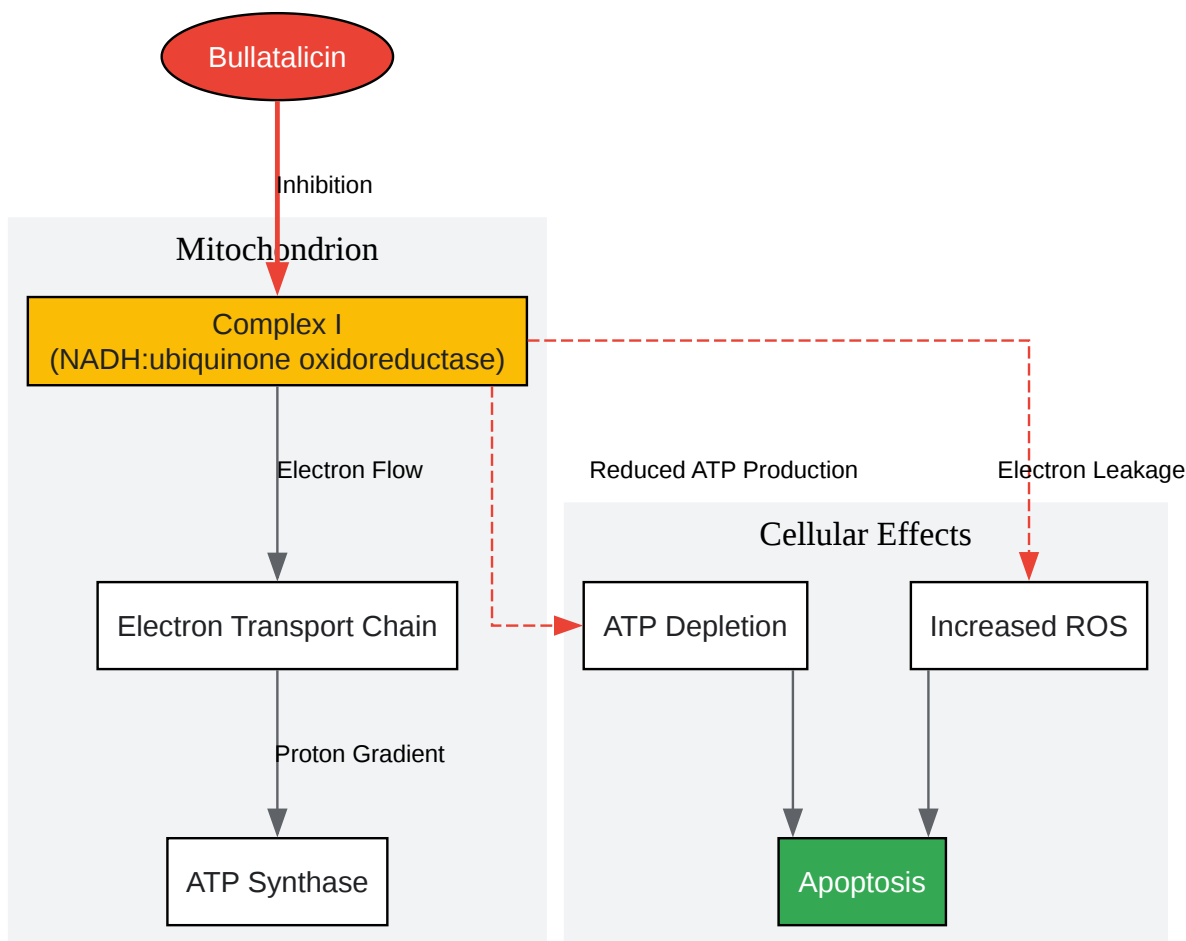 Bullatalicin
Inhibition
Mitochondrion
Complex I
(NADH:ubiquinone oxidoreductase)
Electron Flow
Reduced ATP Production
Electron Leakage
Cellular Effects
Electron Transport Chain
ATP Depletion
Increased ROS
Proton Gradient
ATP Synthase
Apoptosis